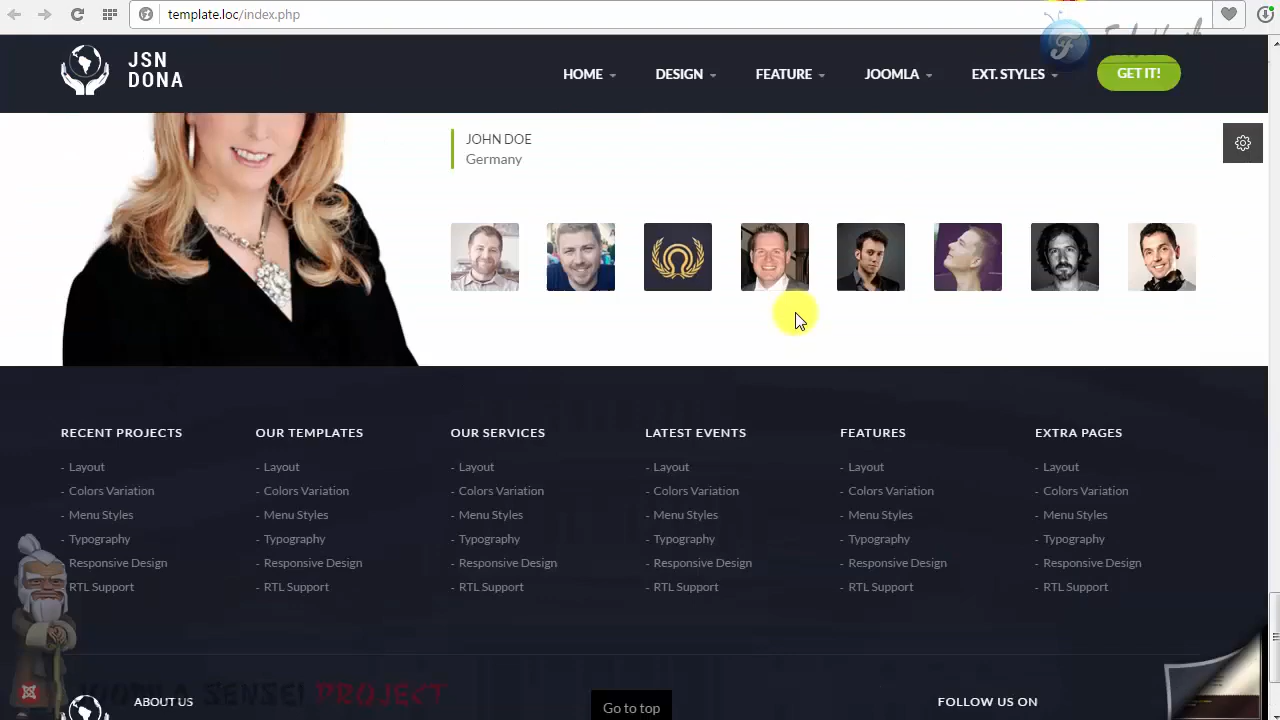 template.loc/index.php
JSN
DONA
HOME
DESIGN
FEATURE
JOOMLA
EXT. STYLES
GET IT!
JOHN DOE
Germany
RECENT PROJECTS
- Layout
- Colors Variation
- Menu Styles
- Typography
- Responsive Design
RTL Support
OUR TEMPLATES
- Layout
- Colors Variation
- Menu Styles
- Typography
- Responsive Design
- RTL Support
OUR SERVICES
- Layout
- Colors Variation
- Menu Styles
- Typography
- Responsive Design
- RTL Support
LATEST EVENTS
- Layout
- Colors Variation
- Menu Styles
- Typography
- Responsive Design
- RTL Support
FEATURES
- Layout
- Colors Variation
- Menu Styles
- Typography
- Responsive Design
- RTL Support
EXTRA PAGES
- Layout
- Colors Variation
- Menu Styles
- Typography
- Responsive Design
- RTL Support
JOOMLA SENSEI PROJECT
ABOUT US
Go to top
FOLLOW US ON